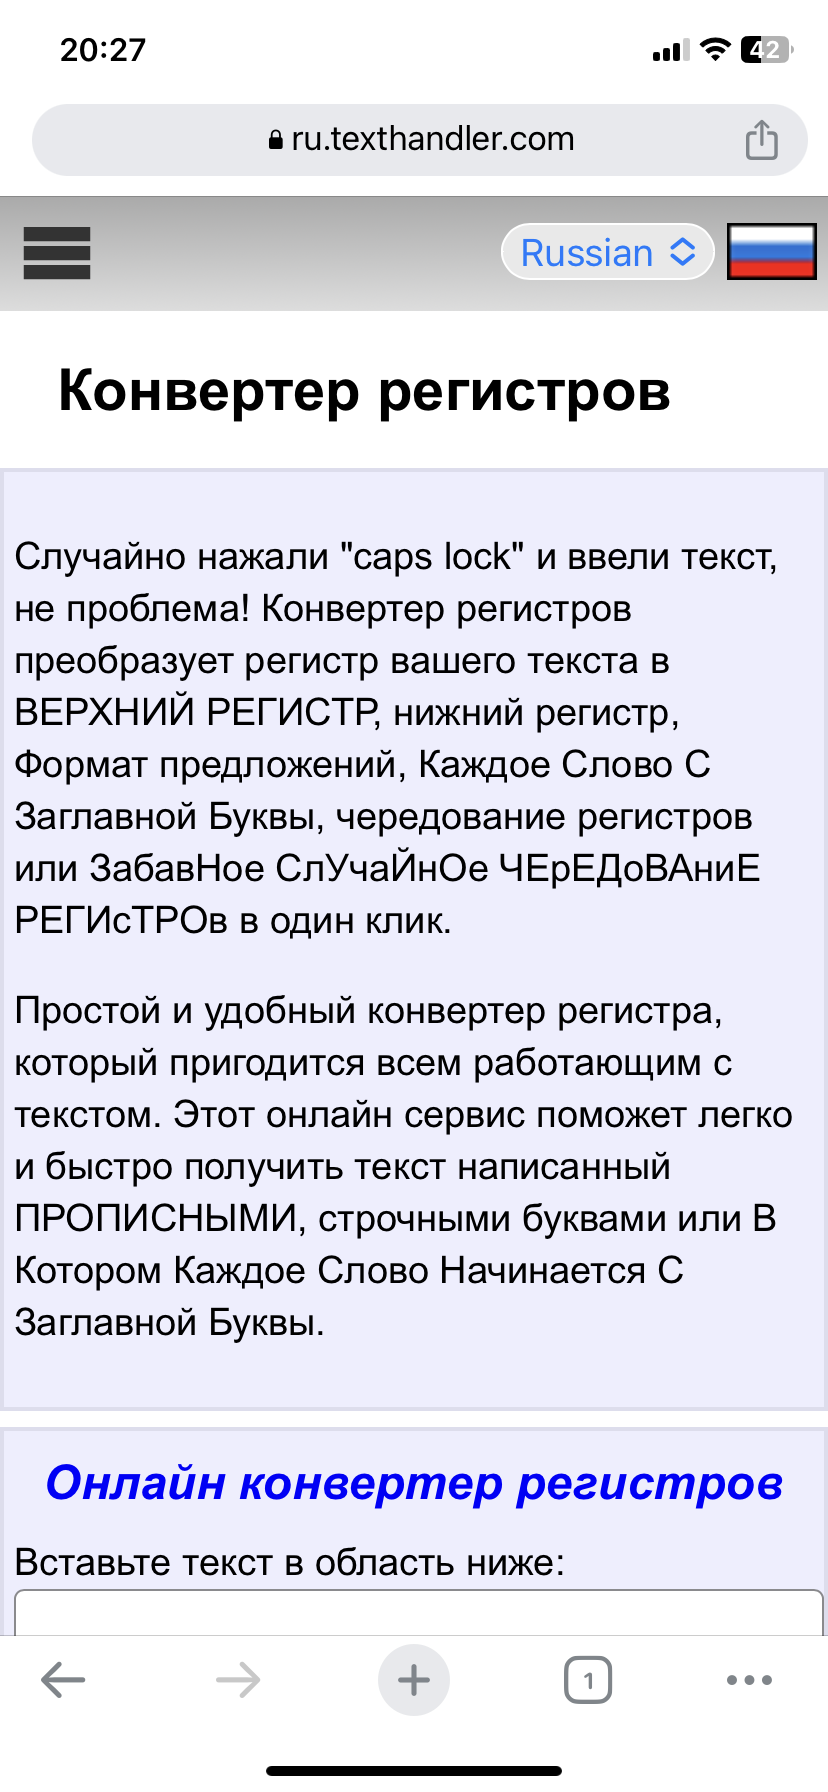 20:27
42
ru.texthandler.com
Russian
Конвертер регистров
Случайно нажали "caps lock" и ввели текст,
не проблема! Конвертер регистров
преобразует регистр вашего текста в
ВЕРХНИЙ РЕГИСТР, нижний регистр,
Формат предложений, Каждое Слово С
Заглавной Буквы, чередование регистров
или ЗабавНое СлУчаЙнОе ЧЕрЕДоВАниЕ
РЕГИсТРОв в один клик.
Простой и удобный конвертер регистра,
который пригодится всем работающим с
текстом. Этот онлайн сервис поможет легко
и быстро получить текст написанный
ПРОПИСНЫМИ, строчными буквами или В
Котором Каждое Слово Начинается С
Заглавной Буквы.
Онлайн конвертер регистров
Вставьте текст в область ниже:
1